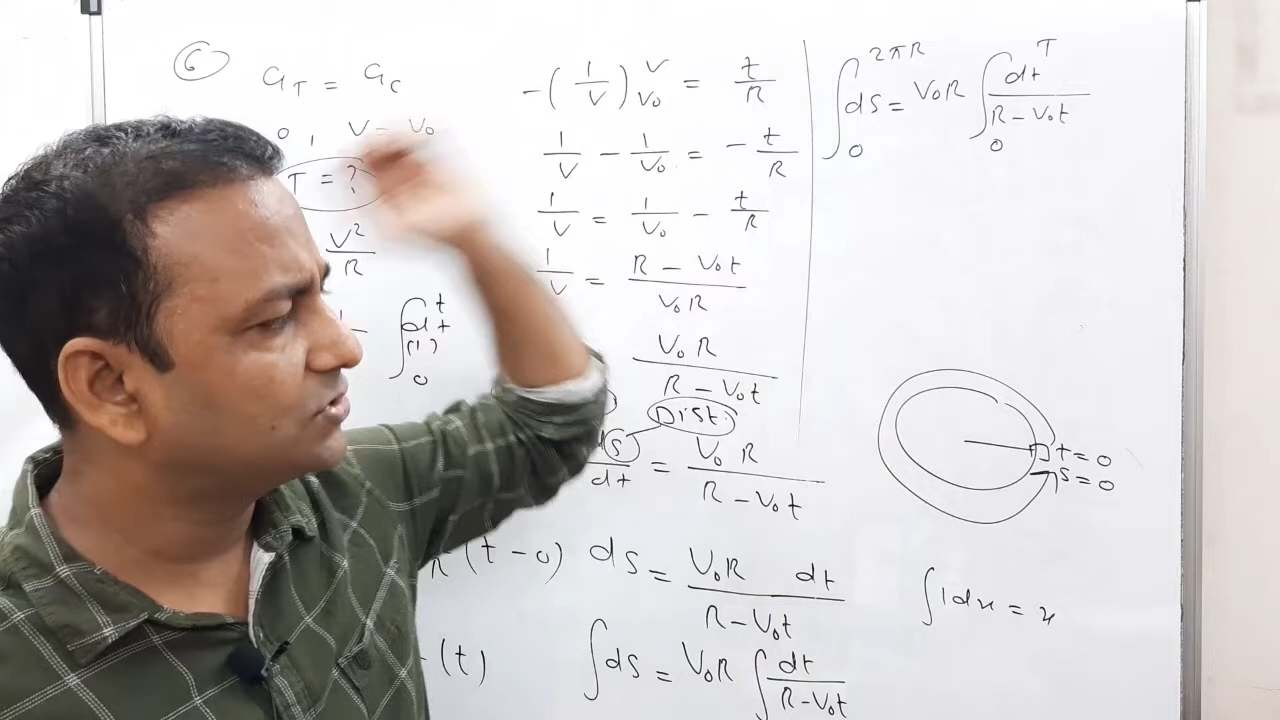 6
a_T = a_c
0, V = V₀
T = ?
V²/R
∫₀ᵗ dt
(1)
-(1/V)_{V₀}^{V} = t/R
1/V - 1/V₀ = - t/R
1/V = 1/V₀ - t/R
1/V = (R - V₀t)/(V₀R)
V₀R/(R - V₀t)
Dist
s/dt = V₀R/(R - V₀t)
(t-0)
ds = V₀R dt/(R - V₀t)
(t)
∫ds = V₀R ∫ dt/(R - V₀t)
∫₀^{2πR} ds = V₀R ∫₀ᵀ dt/(R - V₀t)
t = 0
s = 0
∫1dx = x